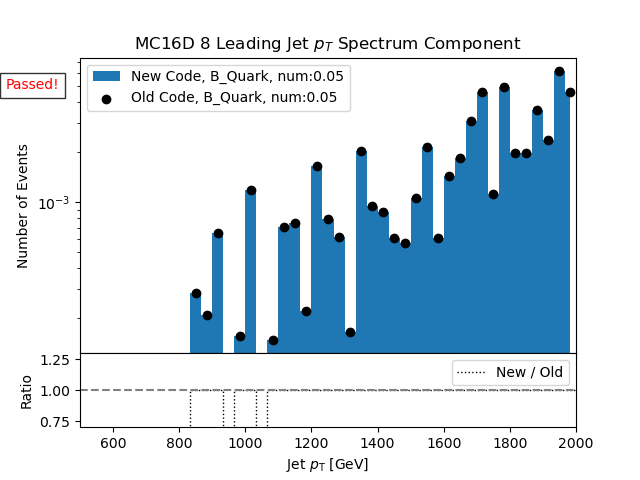 MC16D 8 Leading Jet pT Spectrum Component
Passed!
New Code, B_Quark, num:0.05
Old Code, B_Quark, num:0.05
Number of Events
10−3
1.25
1.00
0.75
Ratio
New / Old
600 800 1000 1200 1400 1600 1800 2000
Jet pT [GeV]